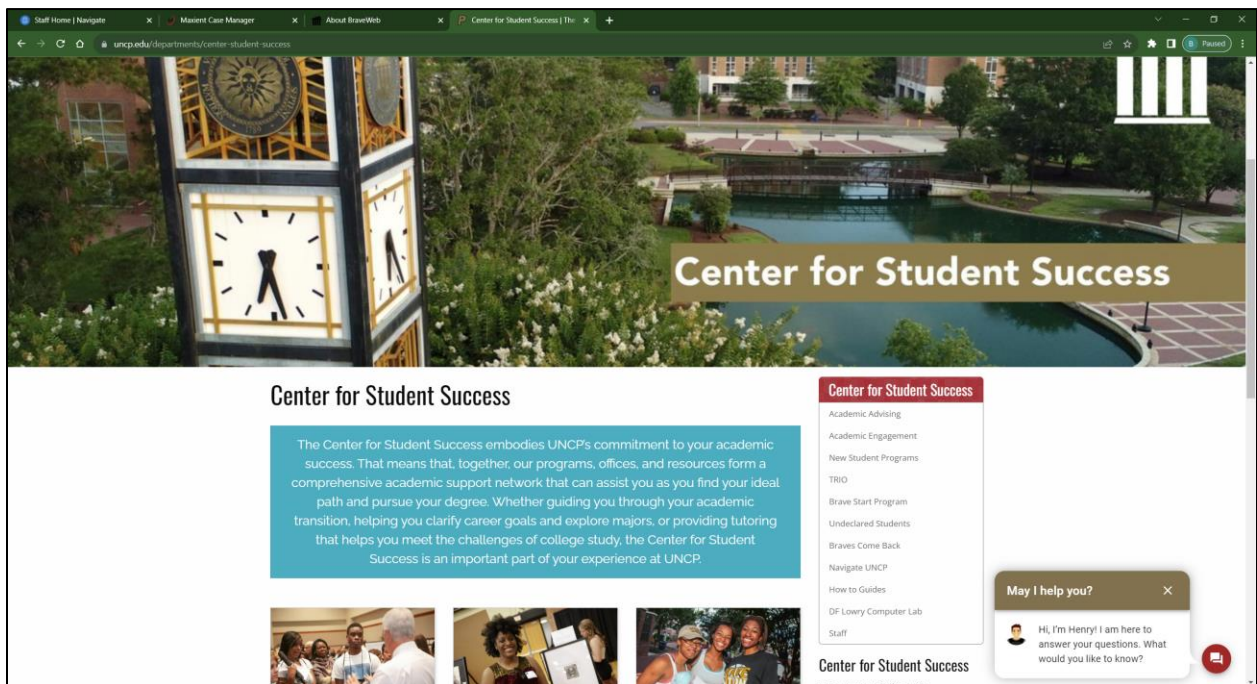 Staff Home | Navigate
Maxient Case Manager
About BraveWeb
Center for Student Success | The
uncp.edu/departments/center-student-success
B Paused
Center for Student Success
Center for Student Success
The Center for Student Success embodies UNCP's commitment to your academic
success. That means that, together, our programs, offices, and resources form a
comprehensive academic support network that can assist you as you find your ideal
path and pursue your degree. Whether guiding you through your academic
transition, helping you clarify career goals and explore majors, or providing tutoring
that helps you meet the challenges of college study, the Center for Student
Success is an important part of your experience at UNCP.
Center for Student Success
Academic Advising
Academic Engagement
New Student Programs
TRIO
Brave Start Program
Undeclared Students
Braves Come Back
Navigate UNCP
How to Guides
DF Lowry Computer Lab
Staff
Center for Student Success
May I help you?
Hi, I'm Henry! I am here to
answer your questions. What
would you like to know?